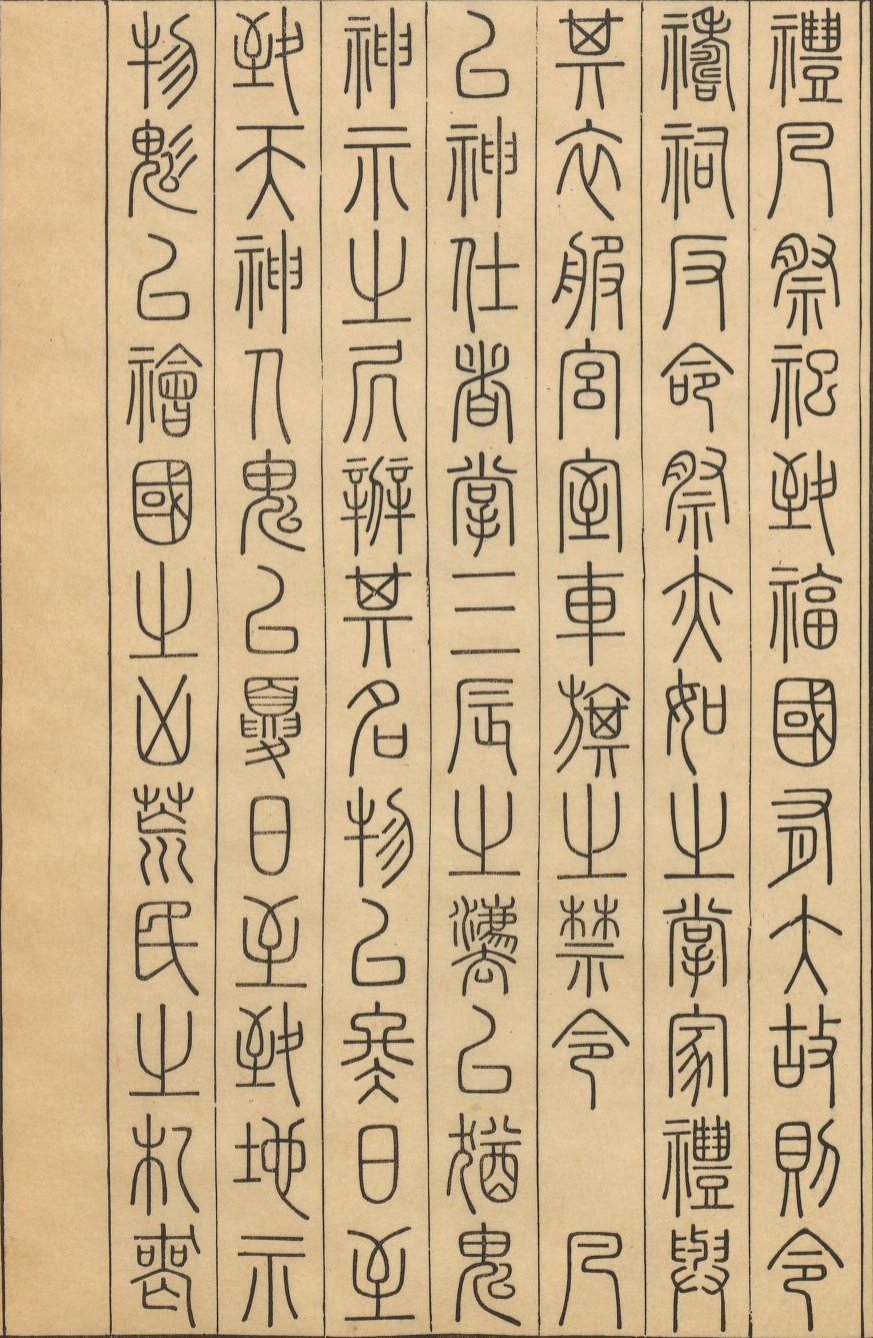 禮凡祭祀致福國有大故則令
禱祠反命祭亦如之掌家禮與
其衣服宮室車旗之禁令　凡
以神仕者掌三辰之灋以猶鬼
神示之凥辨其名物以冬日至
致天神人鬼以夏日至致地示
物鬽以禬國之凶荒民之札喪